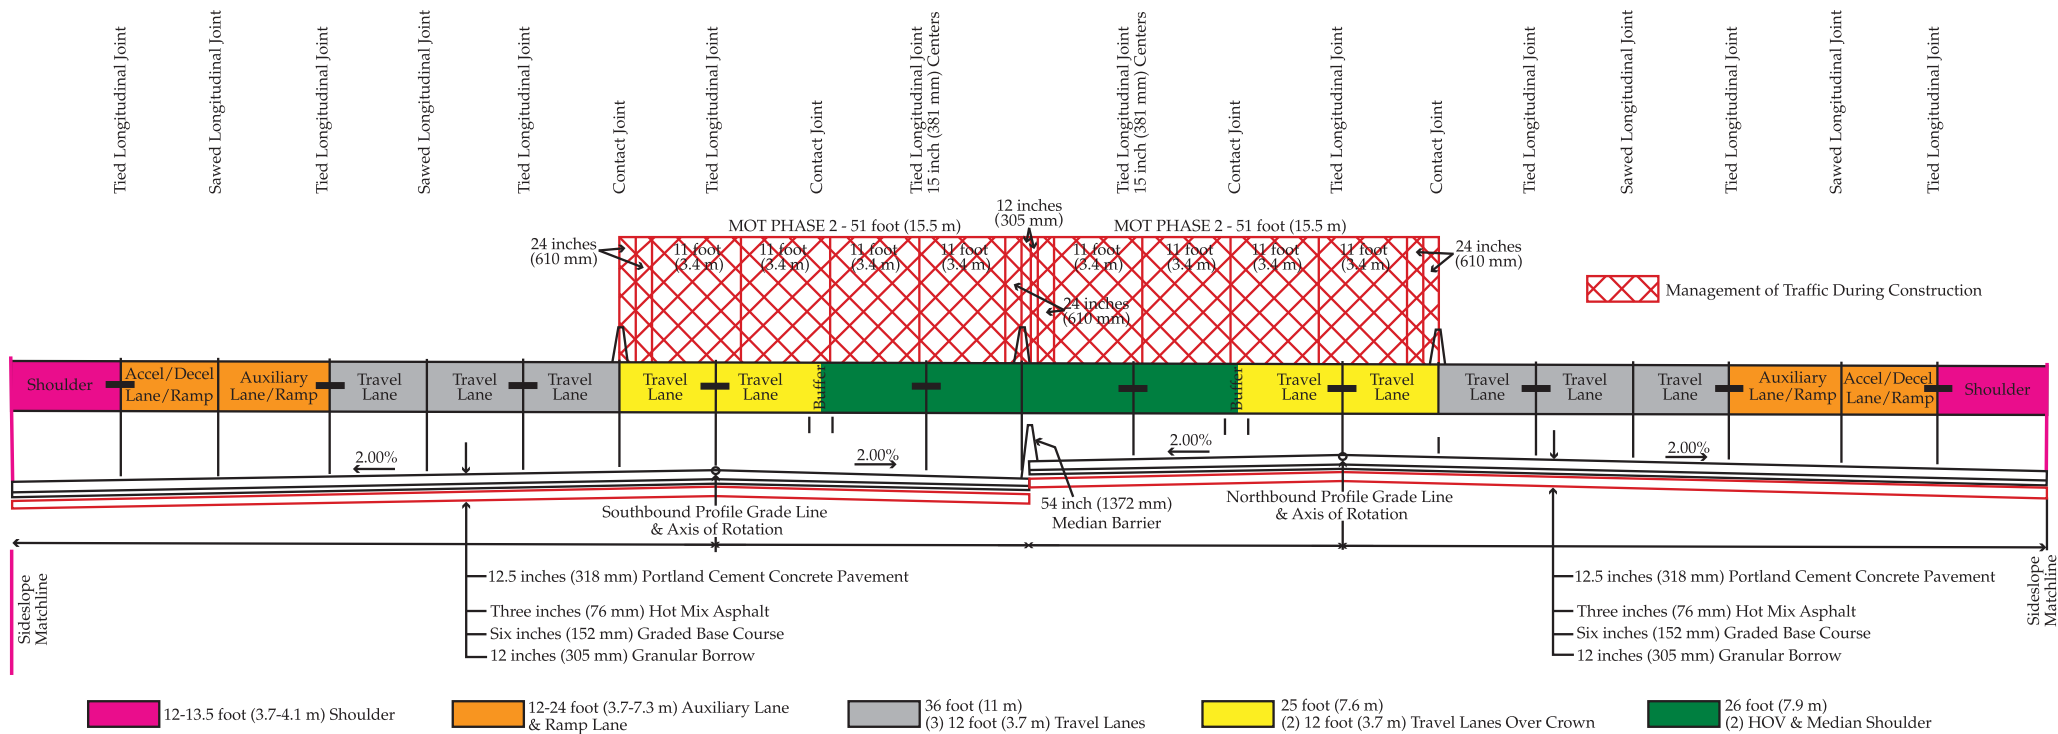 Tied Longitudinal Joint
Sawed Longitudinal Joint
Tied Longitudinal Joint
Sawed Longitudinal Joint
Tied Longitudinal Joint
Contact Joint
Tied Longitudinal Joint
Contact Joint
Tied Longitudinal Joint
15 inch (381 mm) Centers
Tied Longitudinal Joint
15 inch (381 mm) Centers
Contact Joint
Tied Longitudinal Joint
Contact Joint
Tied Longitudinal Joint
Sawed Longitudinal Joint
Tied Longitudinal Joint
Sawed Longitudinal Joint
Tied Longitudinal Joint
12 inches
(305 mm)
MOT PHASE 2 - 51 foot (15.5 m)
MOT PHASE 2 - 51 foot (15.5 m)
24 inches
(610 mm)
11 foot
(3.4 m)
11 foot
(3.4 m)
11 foot
(3.4 m)
11 foot
(3.4 m)
11 foot
(3.4 m)
11 foot
(3.4 m)
11 foot
(3.4 m)
11 foot
(3.4 m)
24 inches
(610 mm)
24 inches
(610 mm)
Management of Traffic During Construction
Shoulder
Accel/Decel
Lane/Ramp
Auxiliary
Lane/Ramp
Travel
Lane
Travel
Lane
Travel
Lane
Travel
Lane
Travel
Lane
Buffer
Buffer
Travel
Lane
Travel
Lane
Travel
Lane
Travel
Lane
Travel
Lane
Auxiliary
Lane/Ramp
Accel/Decel
Lane/Ramp
Shoulder
2.00%
2.00%
2.00%
2.00%
Southbound Profile Grade Line
& Axis of Rotation
54 inch (1372 mm)
Median Barrier
Northbound Profile Grade Line
& Axis of Rotation
Sideslope
Matchline
12.5 inches (318 mm) Portland Cement Concrete Pavement
Three inches (76 mm) Hot Mix Asphalt
Six inches (152 mm) Graded Base Course
12 inches (305 mm) Granular Borrow
12.5 inches (318 mm) Portland Cement Concrete Pavement
Three inches (76 mm) Hot Mix Asphalt
Six inches (152 mm) Graded Base Course
12 inches (305 mm) Granular Borrow
Sideslope
Matchline
12-13.5 foot (3.7-4.1 m) Shoulder
12-24 foot (3.7-7.3 m) Auxiliary Lane
& Ramp Lane
36 foot (11 m)
(3) 12 foot (3.7 m) Travel Lanes
25 foot (7.6 m)
(2) 12 foot (3.7 m) Travel Lanes Over Crown
26 foot (7.9 m)
(2) HOV & Median Shoulder